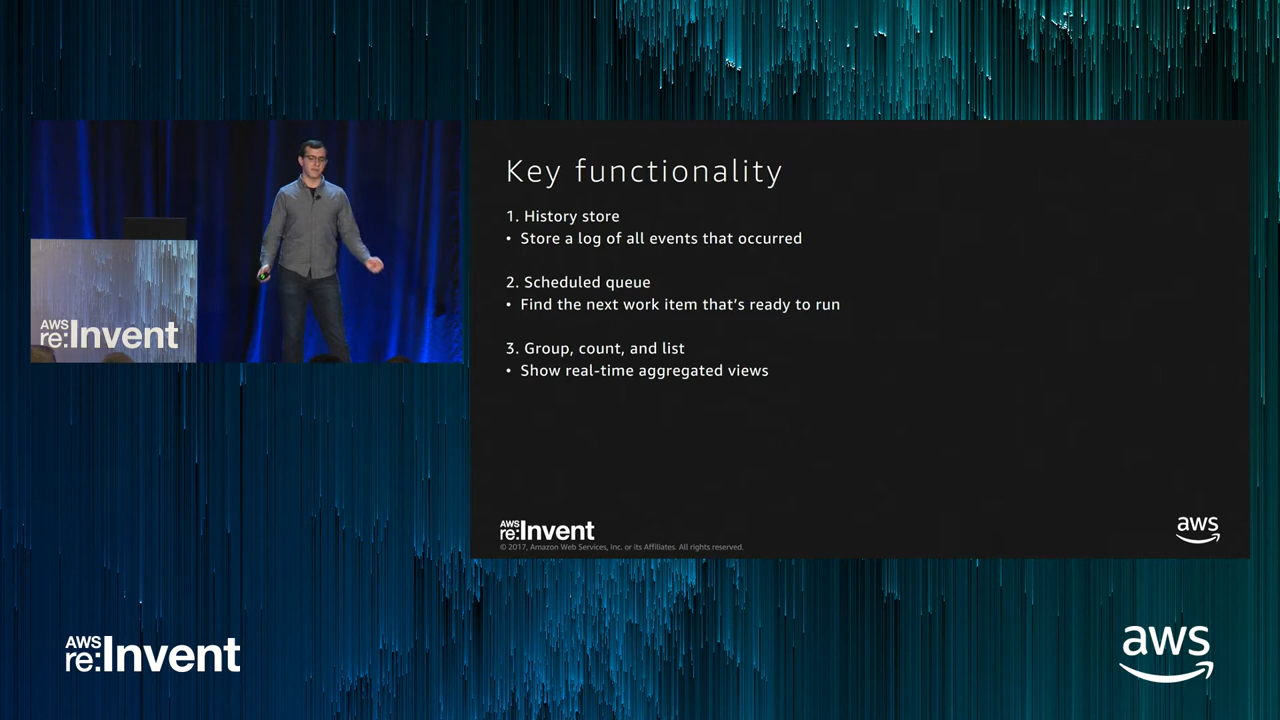 AWS
re:Invent
Key functionality
1. History store
• Store a log of all events that occurred
2. Scheduled queue
• Find the next work item that's ready to run
3. Group, count, and list
• Show real-time aggregated views
AWS
re:Invent
© 2017, Amazon Web Services, Inc. or its Affiliates. All rights reserved.
aws
AWS
re:Invent
aws